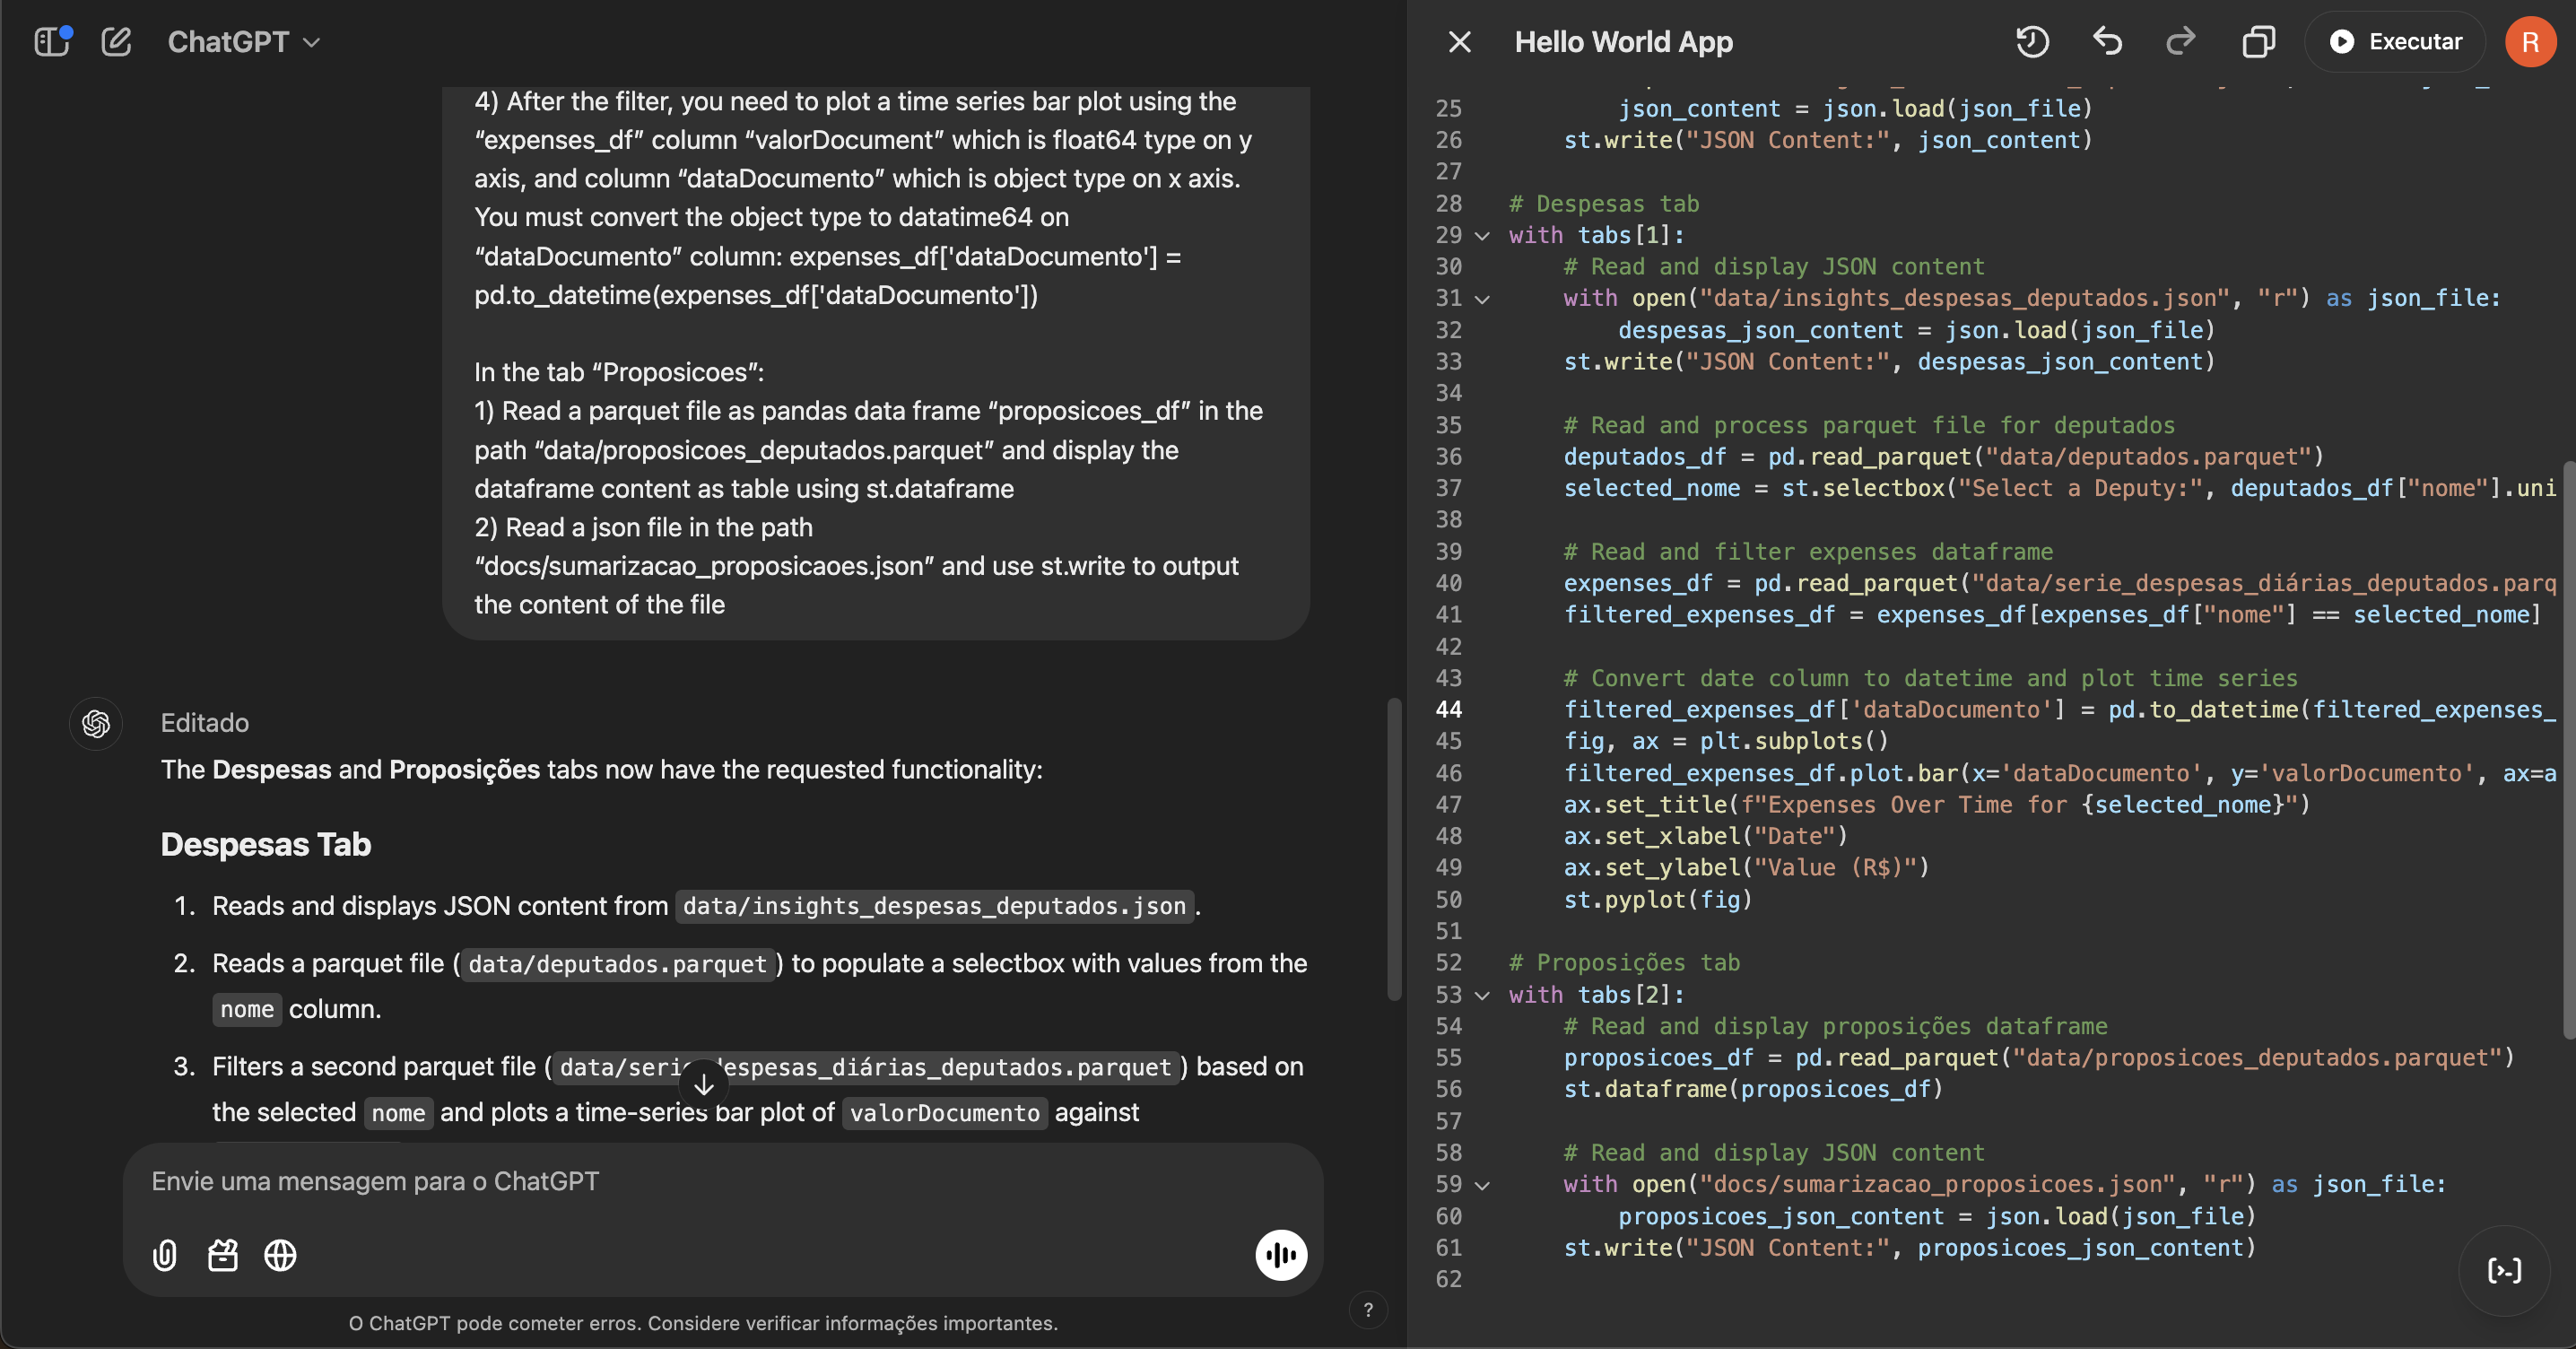 ChatGPT
4) After the filter, you need to plot a time series bar plot using the
“expenses_df” column “valorDocument” which is float64 type on y
axis, and column “dataDocumento” which is object type on x axis.
You must convert the object type to datatime64 on
“dataDocumento” column: expenses_df['dataDocumento'] =
pd.to_datetime(expenses_df['dataDocumento'])
In the tab “Proposicoes”:
1) Read a parquet file as pandas data frame “proposicoes_df” in the
path “data/proposicoes_deputados.parquet” and display the
dataframe content as table using st.dataframe
2) Read a json file in the path
“docs/sumarizacao_proposicaoes.json” and use st.write to output
the content of the file
Editado
The Despesas and Proposições tabs now have the requested functionality:
Despesas Tab
1. Reads and displays JSON content from data/insights_despesas_deputados.json.
2. Reads a parquet file (data/deputados.parquet) to populate a selectbox with values from the
nome column.
3. Filters a second parquet file (data/serie_despesas_diárias_deputados.parquet) based on
the selected nome and plots a time-series bar plot of valorDocumento against
Envie uma mensagem para o ChatGPT
O ChatGPT pode cometer erros. Considere verificar informações importantes.
?
Hello World App
Executar
R
25 json_content = json.load(json_file)
26 st.write("JSON Content:", json_content)
27
28 # Despesas tab
29 with tabs[1]:
30 # Read and display JSON content
31 with open("data/insights_despesas_deputados.json", "r") as json_file:
32 despesas_json_content = json.load(json_file)
33 st.write("JSON Content:", despesas_json_content)
34
35 # Read and process parquet file for deputados
36 deputados_df = pd.read_parquet("data/deputados.parquet")
37 selected_nome = st.selectbox("Select a Deputy:", deputados_df["nome"].uni
38
39 # Read and filter expenses dataframe
40 expenses_df = pd.read_parquet("data/serie_despesas_diárias_deputados.parq
41 filtered_expenses_df = expenses_df[expenses_df["nome"] == selected_nome]
42
43 # Convert date column to datetime and plot time series
44 filtered_expenses_df['dataDocumento'] = pd.to_datetime(filtered_expenses_
45 fig, ax = plt.subplots()
46 filtered_expenses_df.plot.bar(x='dataDocumento', y='valorDocumento', ax=a
47 ax.set_title(f"Expenses Over Time for {selected_nome}")
48 ax.set_xlabel("Date")
49 ax.set_ylabel("Value (R$)")
50 st.pyplot(fig)
51
52 # Proposições tab
53 with tabs[2]:
54 # Read and display proposições dataframe
55 proposicoes_df = pd.read_parquet("data/proposicoes_deputados.parquet")
56 st.dataframe(proposicoes_df)
57
58 # Read and display JSON content
59 with open("docs/sumarizacao_proposicoes.json", "r") as json_file:
60 proposicoes_json_content = json.load(json_file)
61 st.write("JSON Content:", proposicoes_json_content)
62